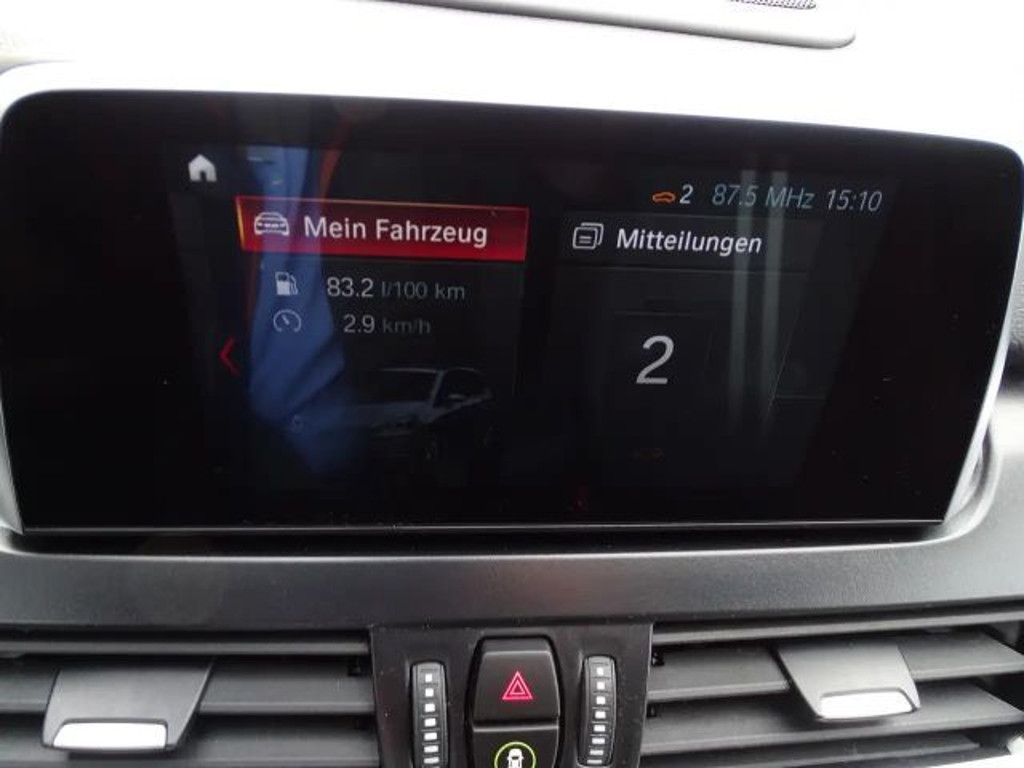 2 87.5 MHz 15:10
Mein Fahrzeug
Mitteilungen
83.2 l/100 km
2.9 km/h
2